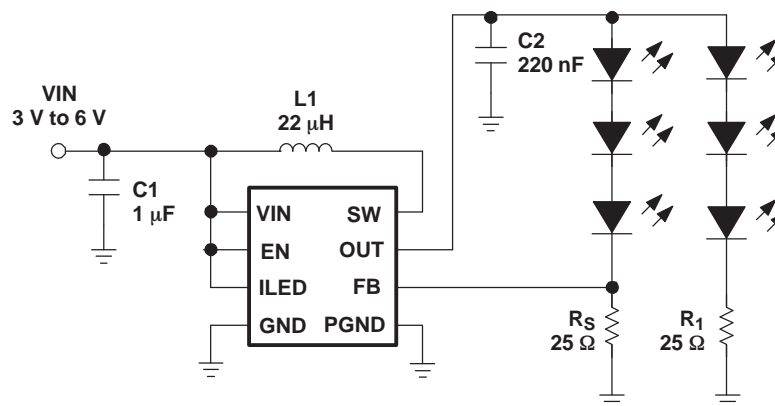 C2
220 nF
VIN
3 V to 6 V
L1
22 μH
C1
1 μF
VIN
SW
EN
OUT
ILED
FB
GND
PGND
RS
25 Ω
R1
25 Ω